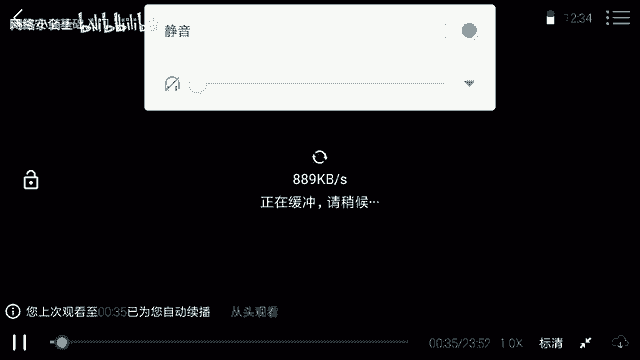 bilibili
静音
12:34
889KB/s
正在缓冲，请稍候…
您上次观看至00:35已为您自动续播 从头观看
00:35/23:52 1.0X 标清